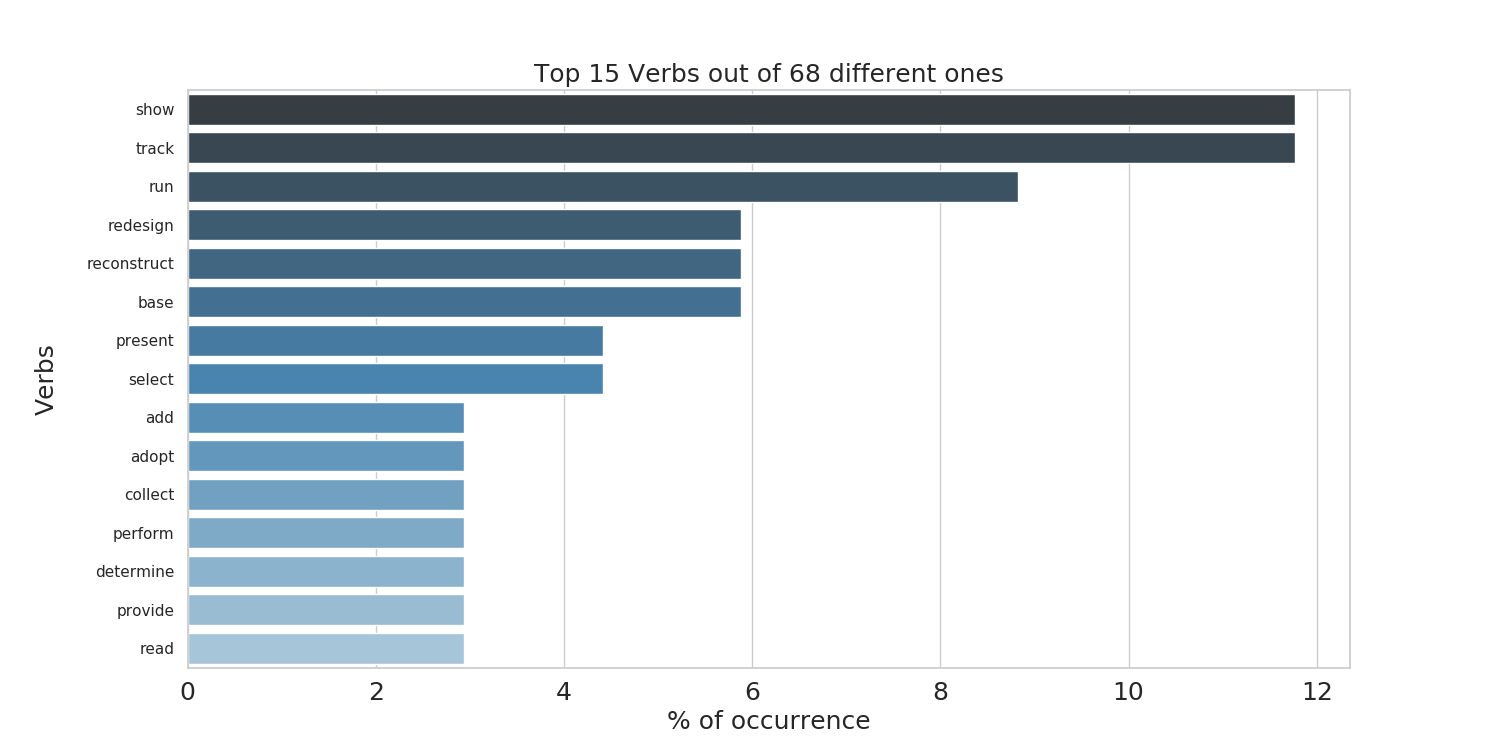 Top 15 Verbs out of 68 different ones
show
track
run
redesign
reconstruct
base
present
select
add
adopt
collect
perform
determine
provide
read
Verbs
0 2 4 6 8 10 12
% of occurrence